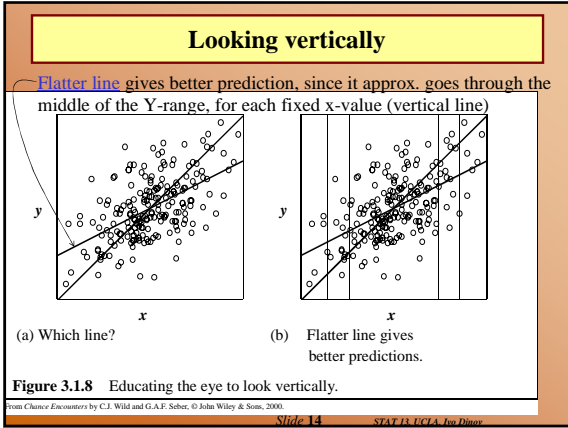 Looking vertically
Flatter line gives better prediction, since it approx. goes through the
middle of the Y-range, for each fixed x-value (vertical line)
y
y
x
x
(a) Which line?
(b) Flatter line gives
better predictions.
Figure 3.1.8 Educating the eye to look vertically.
From Chance Encounters by C.J. Wild and G.A.F. Seber, © John Wiley & Sons, 2000.
Slide 14 STAT 13, UCLA, Ivo Dinov